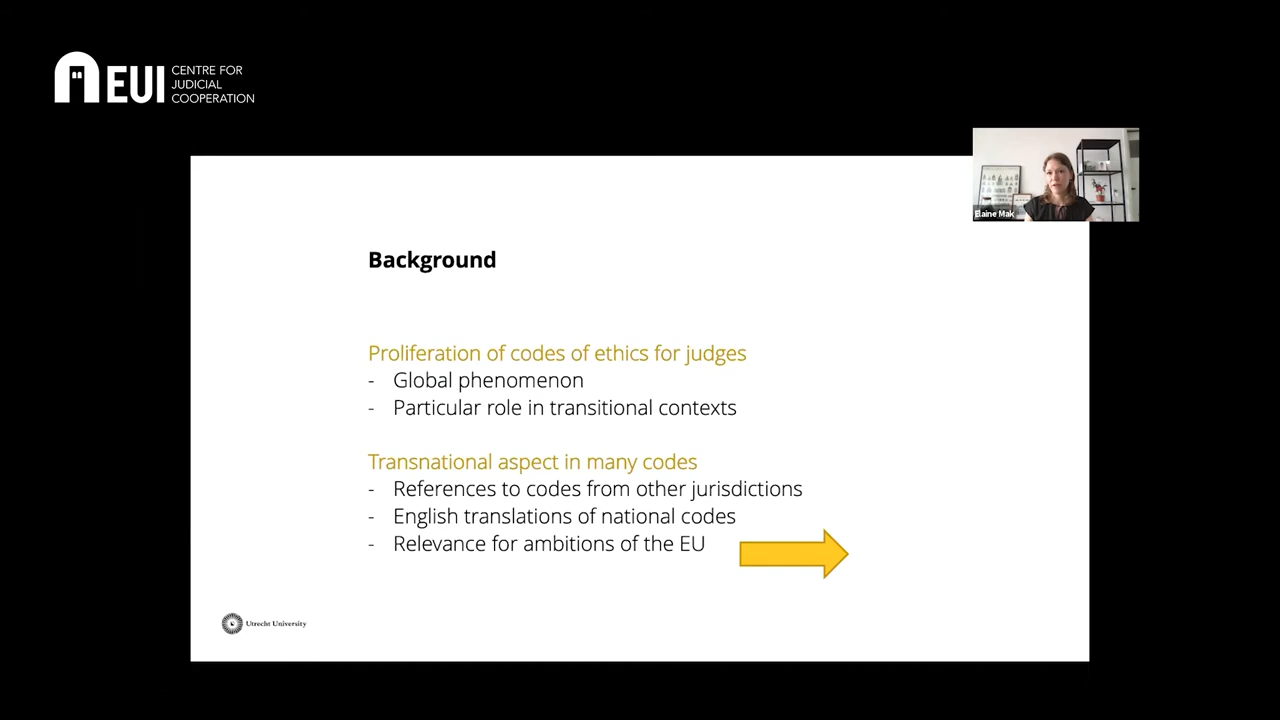 EUI
CENTRE FOR
JUDICIAL
COOPERATION
Elaine Mak
Background
Proliferation of codes of ethics for judges
- Global phenomenon
- Particular role in transitional contexts
Transnational aspect in many codes
- References to codes from other jurisdictions
- English translations of national codes
- Relevance for ambitions of the EU
Utrecht University